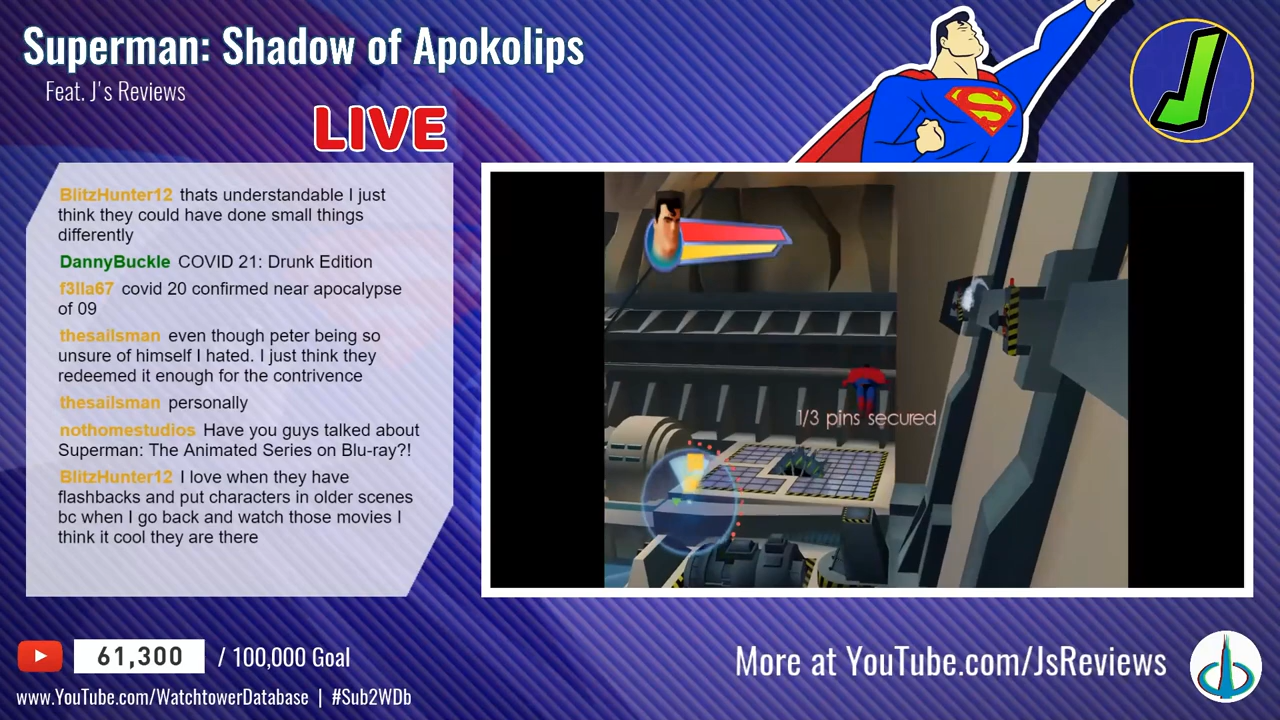 Superman: Shadow of Apokolips
Feat. J's Reviews
LIVE
BlitzHunter12 thats understandable I just
think they could have done small things
differently
DannyBuckle COVID 21: Drunk Edition
f3lla67 covid 20 confirmed near apocalypse
of 09
thesailsman even though peter being so
unsure of himself I hated. I just think they
redeemed it enough for the contrivence
thesailsman personally
nothomestudios Have you guys talked about
Superman: The Animated Series on Blu-ray?!
BlitzHunter12 I love when they have
flashbacks and put characters in older scenes
bc when I go back and watch those movies I
think it cool they are there
S
J
1/3 pins secured
61,300 / 100,000 Goal
www.YouTube.com/WatchtowerDatabase | #Sub2WDb
More at YouTube.com/JsReviews